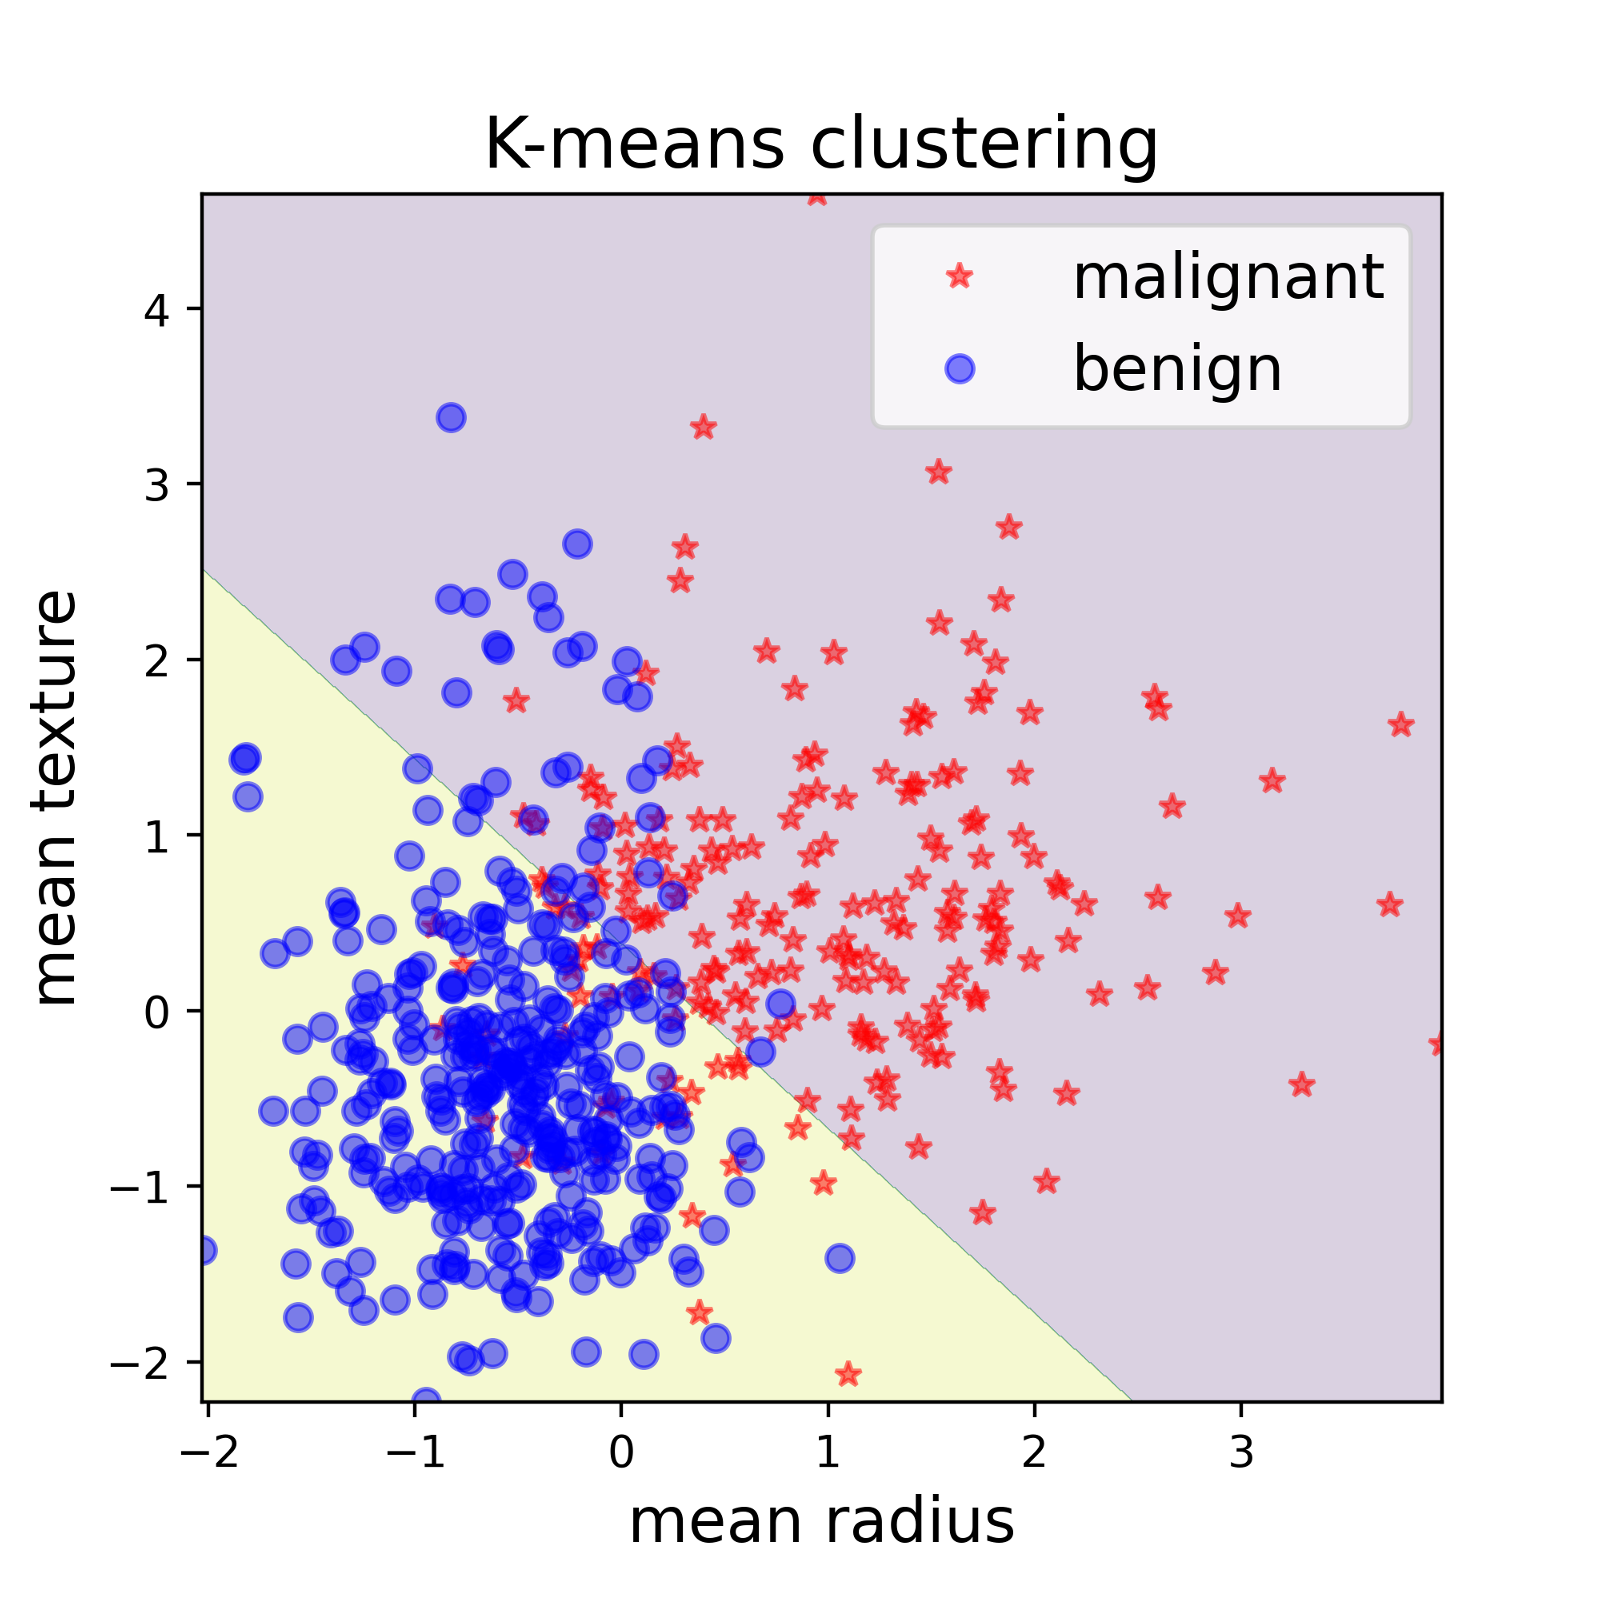 K-means clustering
malignant
benign
mean texture
4
3
2
1
0
−1
−2
−2 −1 0 1 2 3
mean radius